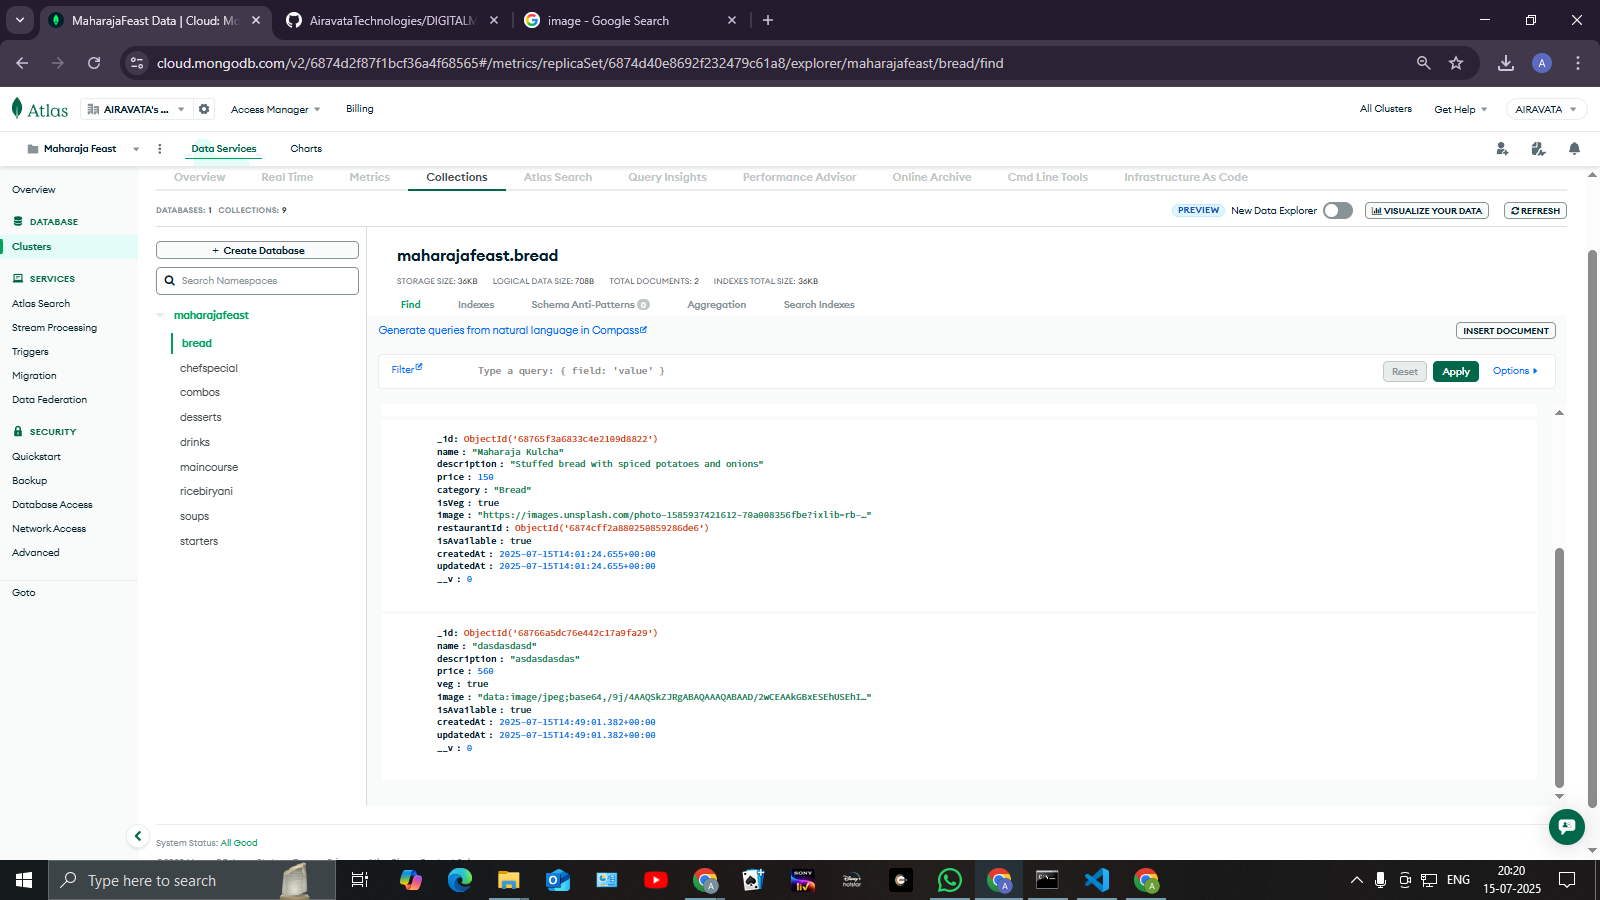 MaharajaFeast Data | Cloud: Mo
AiravataTechnologies/DIGITALM
image - Google Search
cloud.mongodb.com/v2/6874d2f87f1bcf36a4f68565#/metrics/replicaSet/6874d40e8692f232479c61a8/explorer/maharajafeast/bread/find
A
Atlas
AIRAVATA's ...
Access Manager
Billing
All Clusters
Get Help
AIRAVATA
Maharaja Feast
Data Services
Charts
Overview
Real Time
Metrics
Collections
Atlas Search
Query Insights
Performance Advisor
Online Archive
Cmd Line Tools
Infrastructure As Code
DATABASES: 1 COLLECTIONS: 9
PREVIEW New Data Explorer
VISUALIZE YOUR DATA
REFRESH
Overview
DATABASE
Clusters
SERVICES
Atlas Search
Stream Processing
Triggers
Migration
Data Federation
SECURITY
Quickstart
Backup
Database Access
Network Access
Advanced
Goto
+ Create Database
Search Namespaces
maharajafeast
bread
chefspecial
combos
desserts
drinks
maincourse
ricebiryani
soups
starters
maharajafeast.bread
STORAGE SIZE: 36KB LOGICAL DATA SIZE: 708B TOTAL DOCUMENTS: 2 INDEXES TOTAL SIZE: 36KB
Find
Indexes
Schema Anti-Patterns 0
Aggregation
Search Indexes
Generate queries from natural language in Compass
INSERT DOCUMENT
Filter
Type a query: { field: 'value' }
Reset
Apply
Options
_id: ObjectId('68765f3a6833c4e2109d8822')
name : "Maharaja Kulcha"
description : "Stuffed bread with spiced potatoes and onions"
price : 150
category : "Bread"
isVeg : true
image : "https://images.unsplash.com/photo-1585937421612-70a008356fbe?ixlib=rb-…"
restaurantId : ObjectId('6874cff2a880250859286de6')
isAvailable : true
createdAt : 2025-07-15T14:01:24.655+00:00
updatedAt : 2025-07-15T14:01:24.655+00:00
__v : 0
_id: ObjectId('68766a5dc76e442c17a9fa29')
name : "dasdasdasd"
description : "asdasdasdas"
price : 560
veg : true
image : "data:image/jpeg;base64,/9j/4AAQSkZJRgABAQAAAQABAAD/2wCEAAkGBxESEhUSEhI…"
isAvailable : true
createdAt : 2025-07-15T14:49:01.382+00:00
updatedAt : 2025-07-15T14:49:01.382+00:00
__v : 0
System Status: All Good
Type here to search
ENG
20:20
15-07-2025